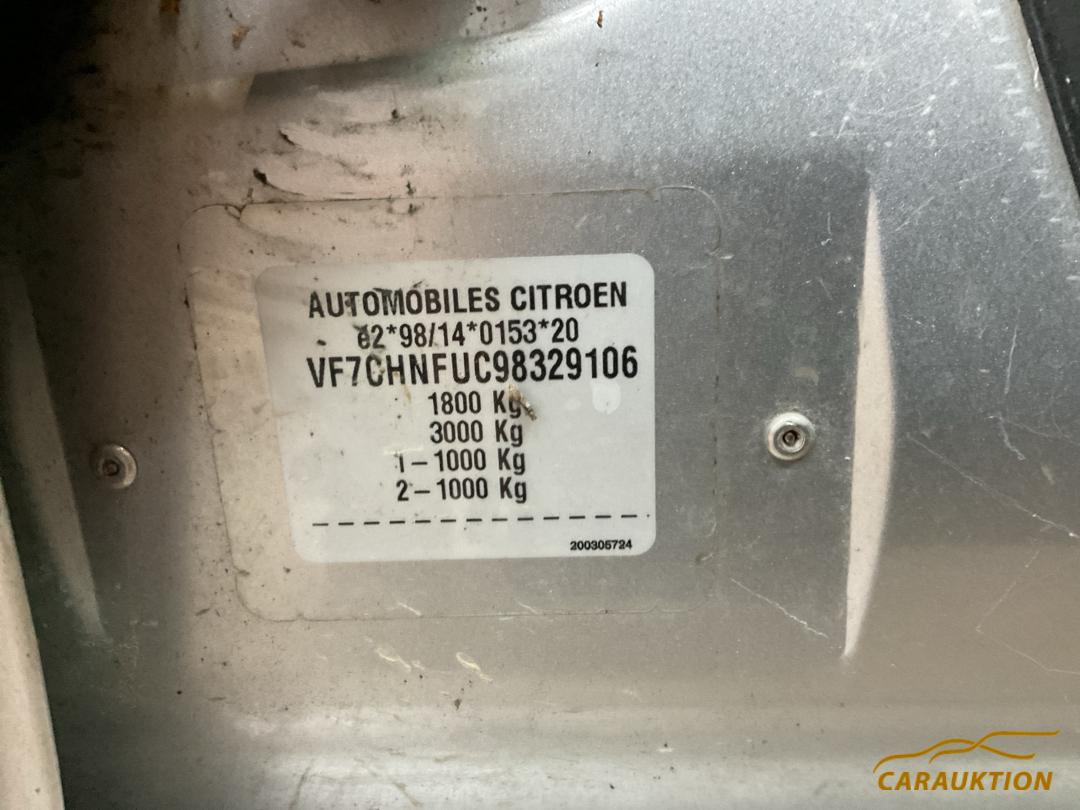 AUTOMOBILES CITROEN
e2*98/14*0153*20
VF7CHNFUC98329106
1800 Kg
3000 Kg
1-1000 Kg
2-1000 Kg
200305724
CARAUKTION